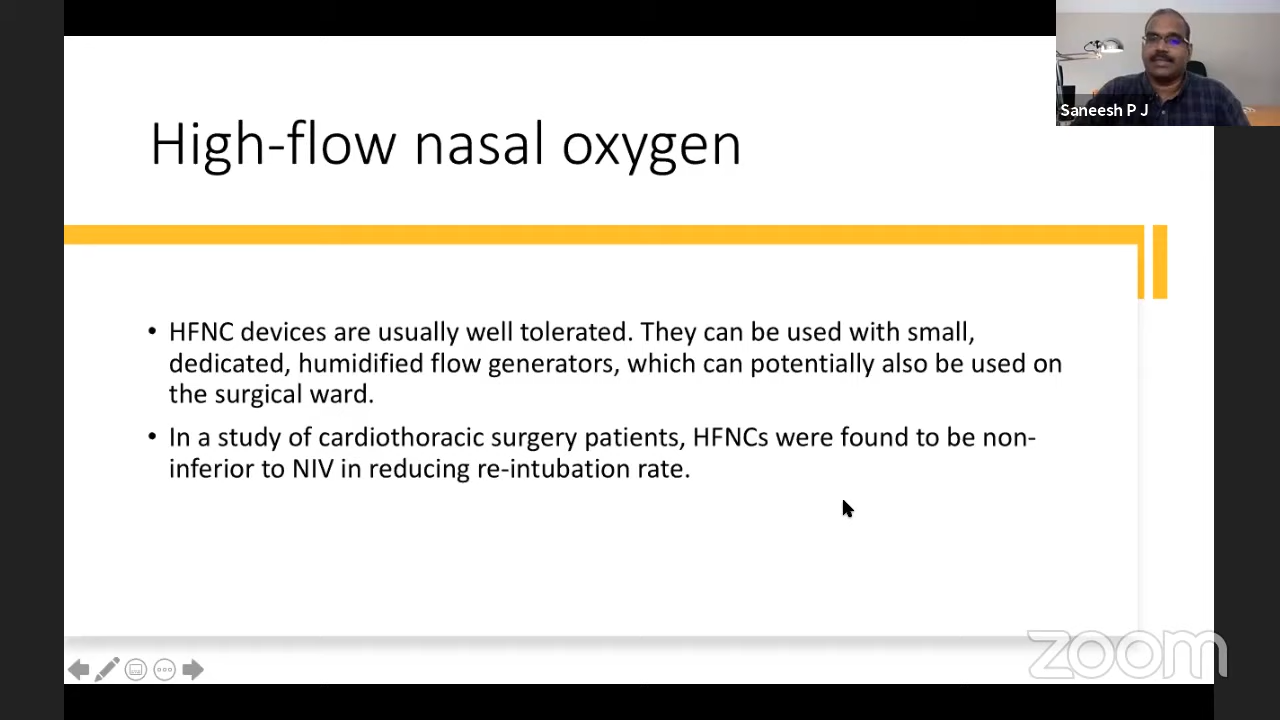 Saneesh P J
High-flow nasal oxygen
• HFNC devices are usually well tolerated. They can be used with small,
dedicated, humidified flow generators, which can potentially also be used on
the surgical ward.
• In a study of cardiothoracic surgery patients, HFNCs were found to be non-
inferior to NIV in reducing re-intubation rate.
zoom